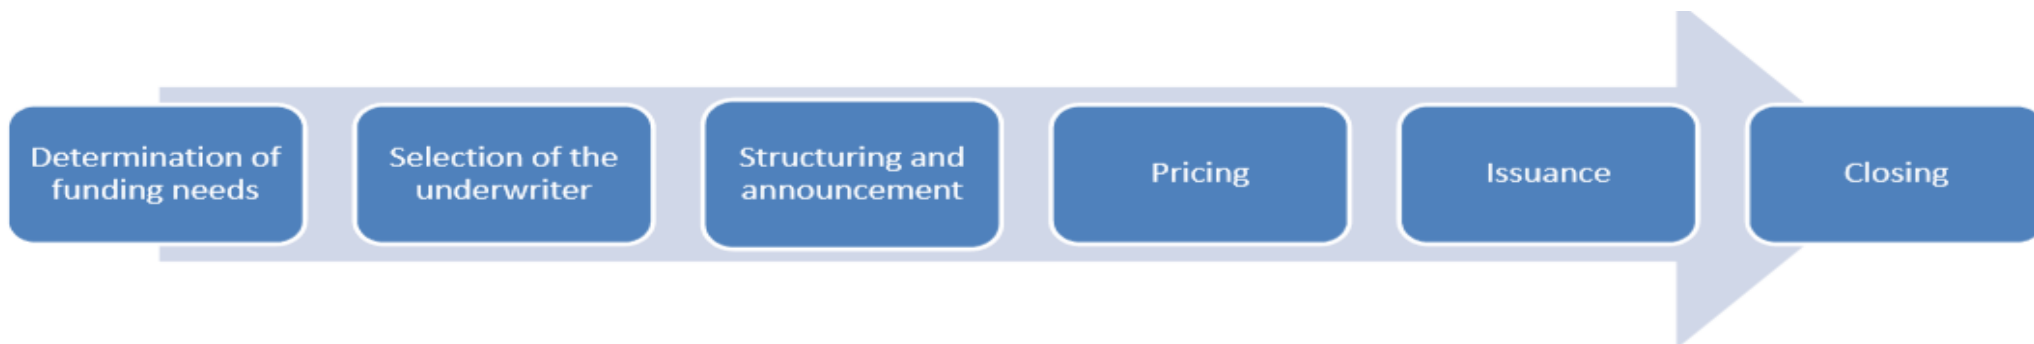 Determination of
funding needs
Selection of the
underwriter
Structuring and
announcement
Pricing
Issuance
Closing